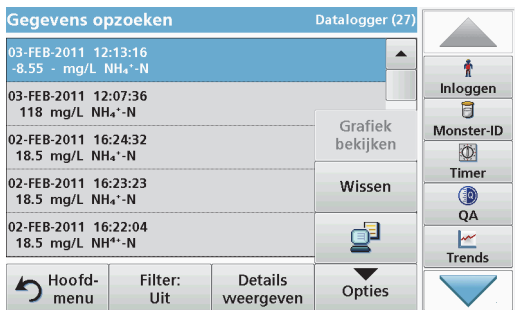 Gegevens opzoeken Datalogger (27)
03-FEB-2011 12:13:16
-8.55 - mg/L NH₄⁺-N
03-FEB-2011 12:07:36
118 mg/L NH₄⁺-N
02-FEB-2011 16:24:32
18.5 mg/L NH₄⁺-N
02-FEB-2011 16:23:23
18.5 mg/L NH₄⁺-N
02-FEB-2011 16:22:04
18.5 mg/L NH⁴⁺-N
Grafiek
bekijken
Wissen
Opties
Hoofd-
menu
Filter:
Uit
Details
weergeven
Inloggen
Monster-ID
Timer
QA
Trends